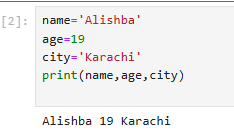 [2]:
name='Alishba'
age=19
city='Karachi'
print(name,age,city)
Alishba 19 Karachi